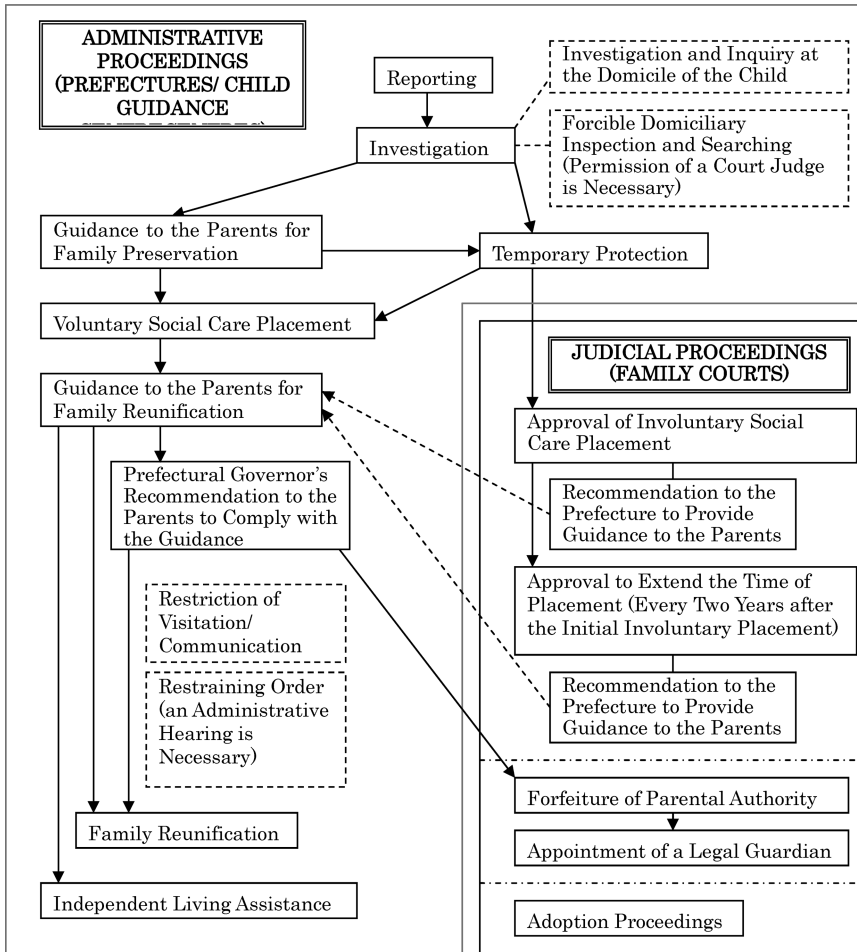 ADMINISTRATIVE
PROCEEDINGS
(PREFECTURES/ CHILD
GUIDANCE
Reporting
Investigation and Inquiry at
the Domicile of the Child
Investigation
Forcible Domiciliary
Inspection and Searching
(Permission of a Court Judge
is Necessary)
Guidance to the Parents for
Family Preservation
Temporary Protection
Voluntary Social Care Placement
JUDICIAL PROCEEDINGS
(FAMILY COURTS)
Guidance to the Parents for
Family Reunification
Approval of Involuntary Social
Care Placement
Prefectural Governor's
Recommendation to the
Parents to Comply with
the Guidance
Recommendation to the
Prefecture to Provide
Guidance to the Parents
Approval to Extend the Time of
Placement (Every Two Years after
the Initial Involuntary Placement)
Restriction of
Visitation/
Communication
Restraining Order
(an Administrative
Hearing is
Necessary)
Recommendation to the
Prefecture to Provide
Guidance to the Parents
Forfeiture of Parental Authority
Family Reunification
Appointment of a Legal Guardian
Independent Living Assistance
Adoption Proceedings